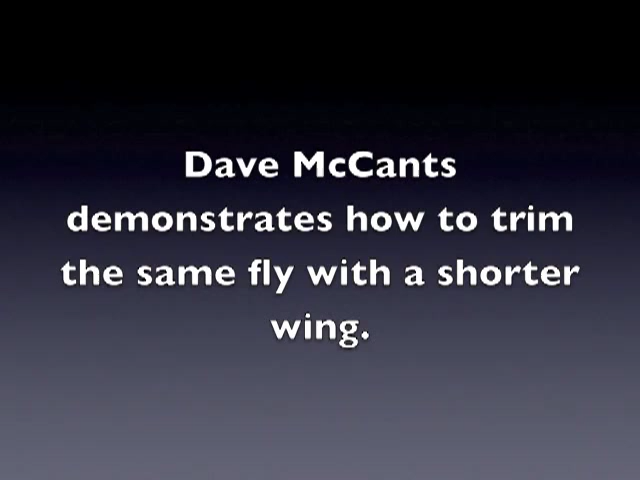 Dave McCants
demonstrates how to trim
the same fly with a shorter
wing.